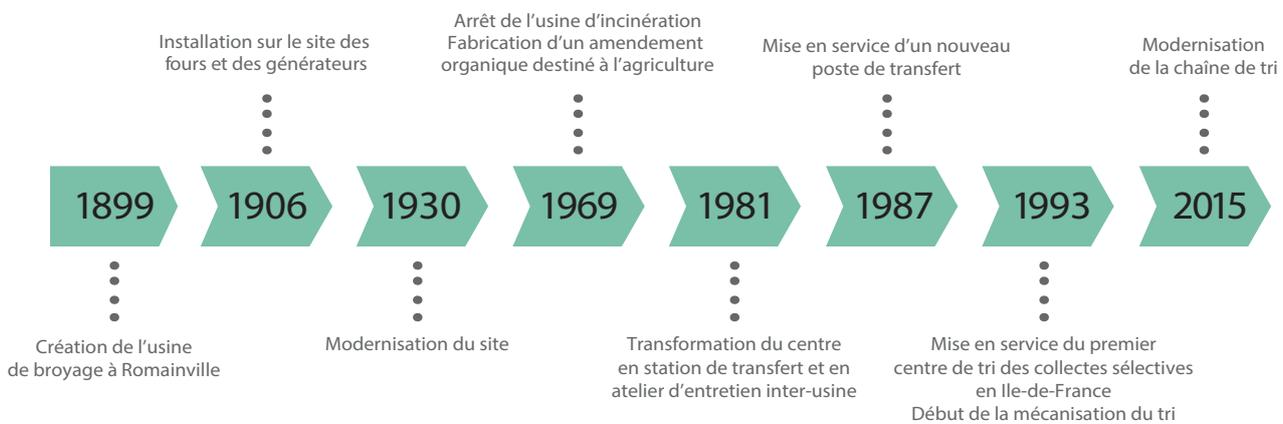 Installation sur le site des
fours et des générateurs
Arrêt de l’usine d’incinération
Fabrication d’un amendement
organique destiné à l’agriculture
Mise en service d’un nouveau
poste de transfert
Modernisation
de la chaîne de tri
1899
1906
1930
1969
1981
1987
1993
2015
Création de l’usine
de broyage à Romainville
Modernisation du site
Transformation du centre
en station de transfert et en
atelier d’entretien inter-usine
Mise en service du premier
centre de tri des collectes sélectives
en Ile-de-France
Début de la mécanisation du tri